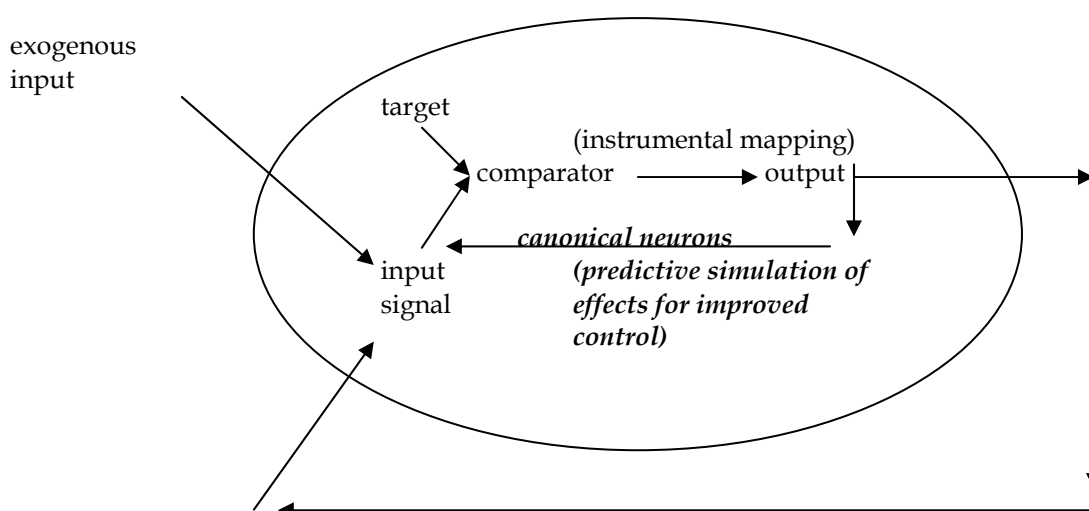 exogenous
input
target
(instrumental mapping)
comparator
output
canonical neurons
(predictive simulation of
effects for improved
control)
input
signal